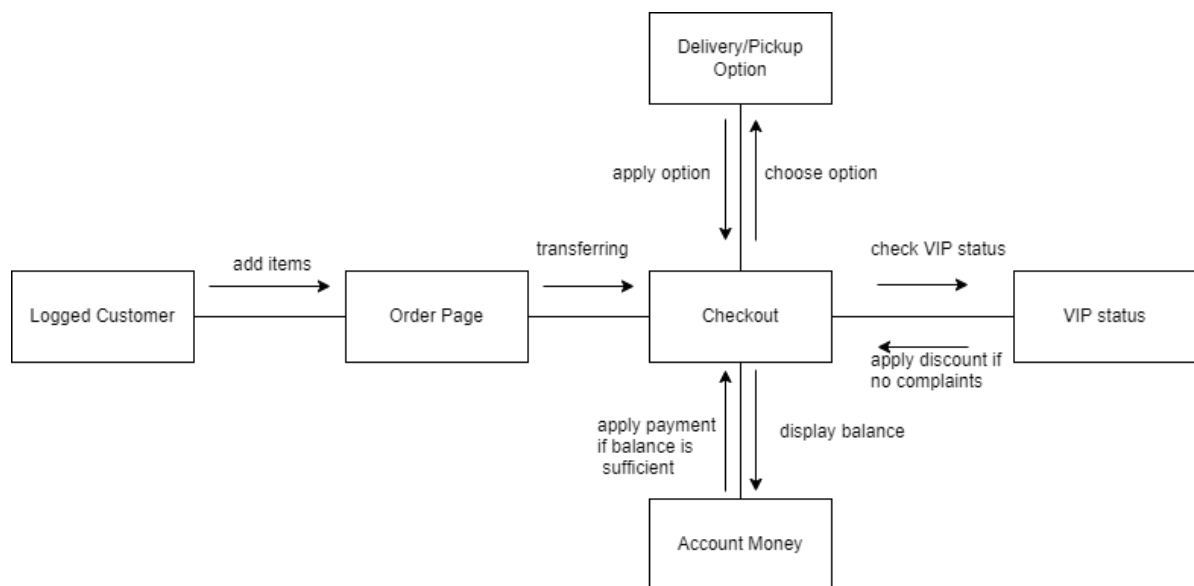 Delivery/Pickup
Option
apply option
choose option
transferring
check VIP status
add items
Logged Customer
Order Page
Checkout
VIP status
apply discount if
no complaints
apply payment
if balance is
sufficient
display balance
Account Money